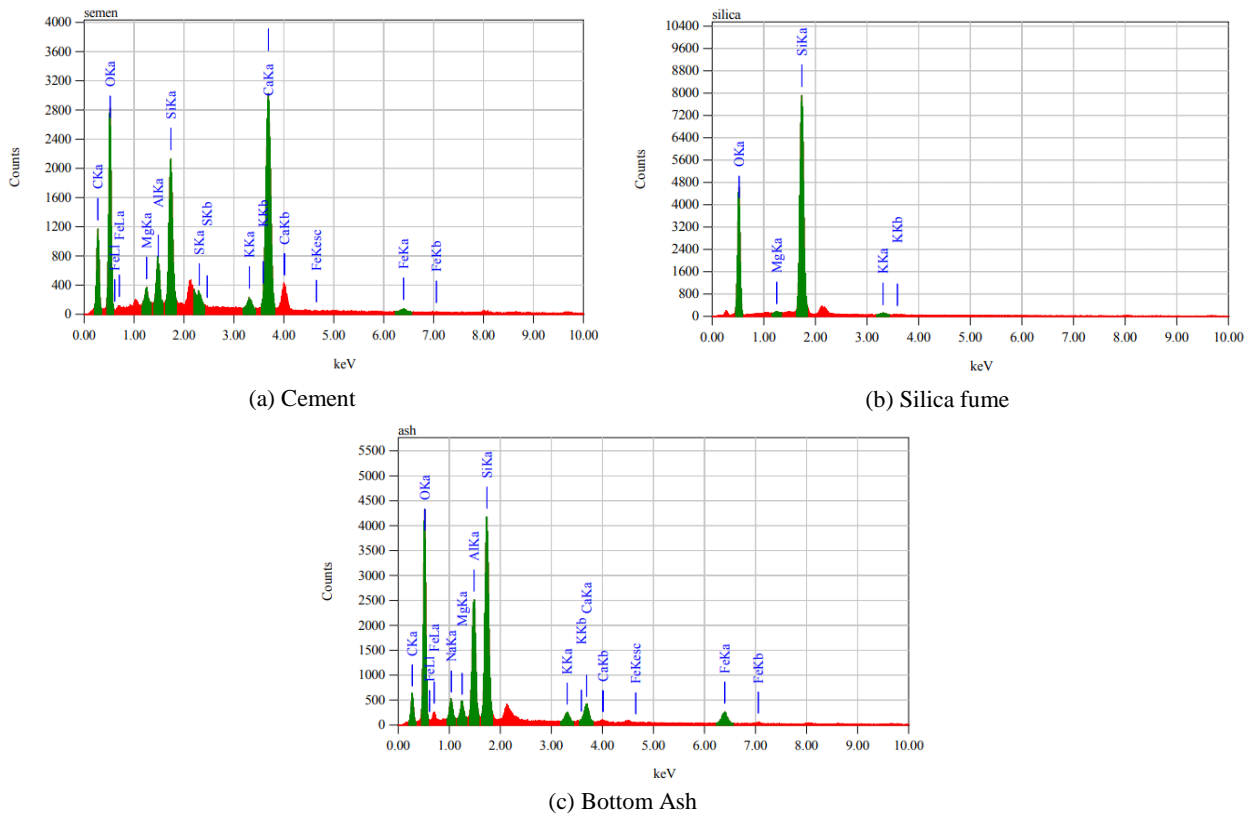 semen
4000
3600
3200
2800
2400
2000
1600
1200
800
400
0
Counts
CKa
OKa
FeLl
FeLa
MgKa
AlKa
SiKa
SKa
SKb
KKa
KKb
CaKa
CaKb
FeKesc
FeKa
FeKb
0.00 1.00 2.00 3.00 4.00 5.00 6.00 7.00 8.00 9.00 10.00
keV
(a) Cement
silica
10400
9600
8800
8000
7200
6400
5600
4800
4000
3200
2400
1600
800
0
Counts
OKa
MgKa
SiKa
KKa
KKb
0.00 1.00 2.00 3.00 4.00 5.00 6.00 7.00 8.00 9.00 10.00
keV
(b) Silica fume
ash
5500
5000
4500
4000
3500
3000
2500
2000
1500
1000
500
0
Counts
CKa
OKa
FeLl
FeLa
NaKa
MgKa
AlKa
SiKa
KKa
KKb
CaKa
CaKb
FeKesc
FeKa
FeKb
0.00 1.00 2.00 3.00 4.00 5.00 6.00 7.00 8.00 9.00 10.00
keV
(c) Bottom Ash